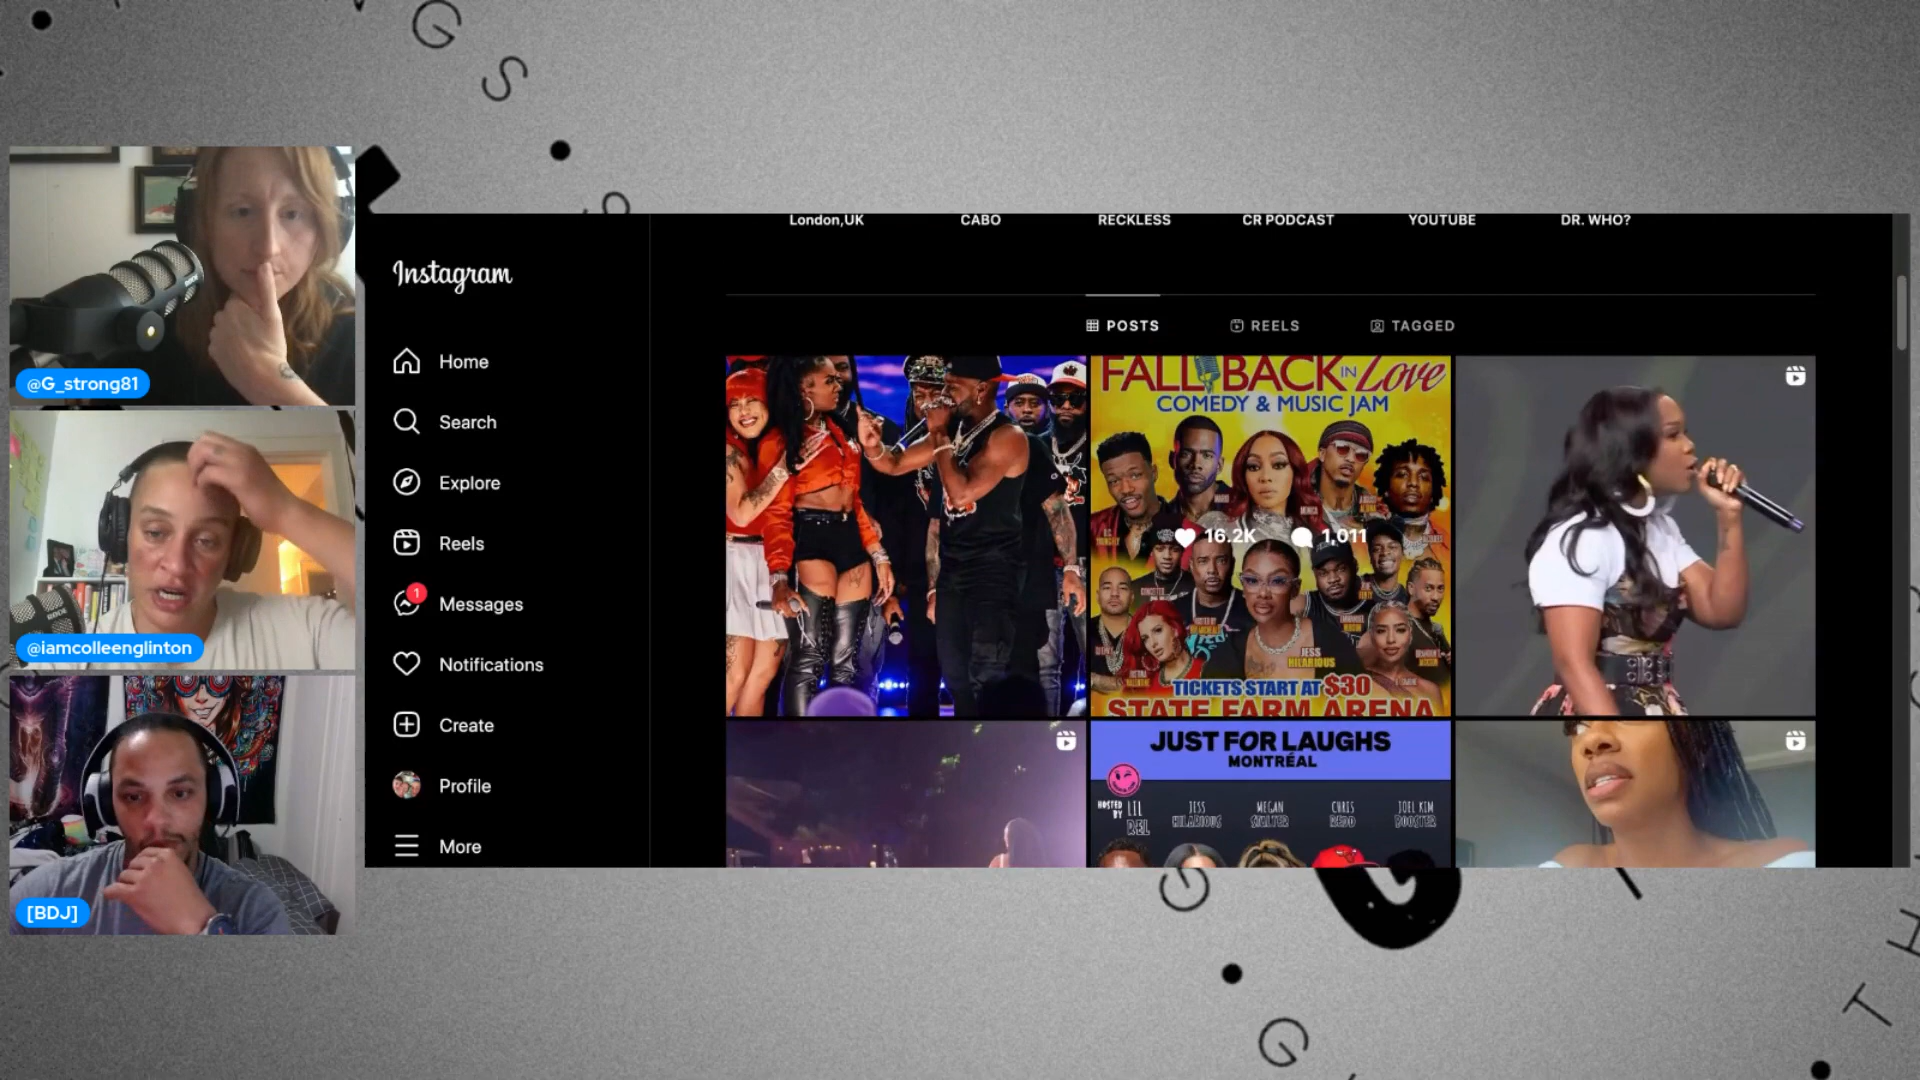 G
S
S
@G_strong81
@iamcolleenglinton
[BDJ]
Instagram
Home
Search
Explore
Reels
1
Messages
Notifications
Create
Profile
More
London,UK
CABO
RECKLESS
CR PODCAST
YOUTUBE
DR. WHO?
POSTS
REELS
TAGGED
FALL BACK IN Love
COMEDY & MUSIC JAM
MONICA
16.2K
1,011
JESS
HILARIOUS
TICKETS START AT $30
STATE FARM ARENA
JUST FOR LAUGHS
MONTRÉAL
HOSTED BY LIL REL
JESS HILARIOUS
MEGAN STALTER
CHRIS REDD
JOEL KIM BOOSTER
G
G
T
H